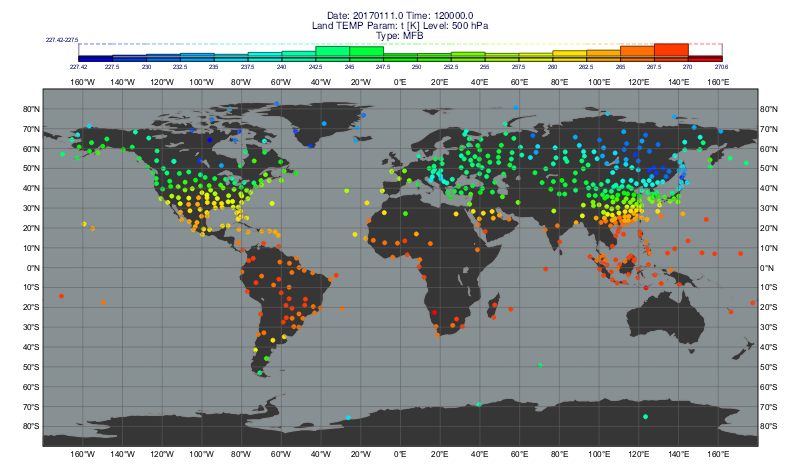 Date: 20170111.0 Time: 120000.0
Land TEMP Param: t [K] Level: 500 hPa
Type: MFB
227.42-227.5
227.42 227.5 230 232.5 235 237.5 240 242.5 245 247.5 250 252.5 255 257.5 260 262.5 265 267.5 270 270.6
160°W 140°W 120°W 100°W 80°W 60°W 40°W 20°W 0°E 20°E 40°E 60°E 80°E 100°E 120°E 140°E 160°E
80°N 80°N
70°N 70°N
60°N 60°N
50°N 50°N
40°N 40°N
30°N 30°N
20°N 20°N
10°N 10°N
0°N 0°N
10°S 10°S
20°S 20°S
30°S 30°S
40°S 40°S
50°S 50°S
60°S 60°S
70°S 70°S
80°S 80°S
160°W 140°W 120°W 100°W 80°W 60°W 40°W 20°W 0°E 20°E 40°E 60°E 80°E 100°E 120°E 140°E 160°E